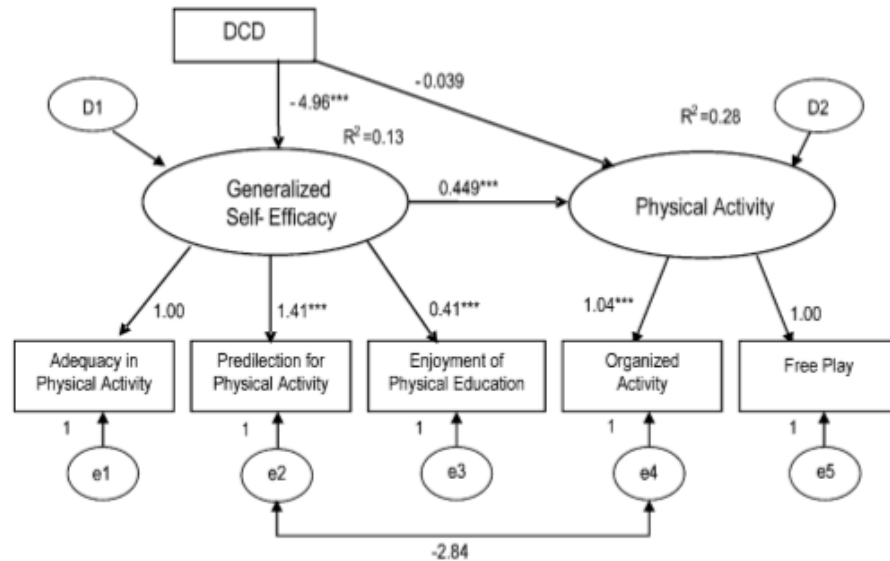 DCD
- 0.039
D1
- 4.96***
R²=0.13
R²=0.28
D2
Generalized
Self- Efficacy
0.449***
Physical Activity
1.00
1.41***
0.41***
1.04***
1.00
Adequacy in
Physical Activity
Predilection for
Physical Activity
Enjoyment of
Physical Education
Organized
Activity
Free Play
1
1
1
1
1
e1
e2
e3
e4
e5
-2.84